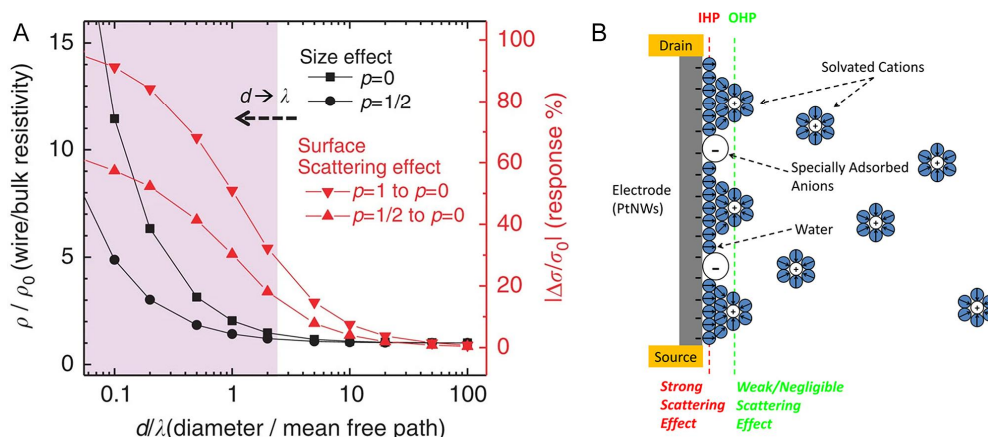 A
15
10
5
0
ρ / ρ0 (wire/bulk resistivity)
Size effect
p=0
p=1/2
d → λ
Surface
Scattering effect
p=1 to p=0
p=1/2 to p=0
100
80
60
40
20
0
|Δσ/σ0| (response %)
0.1
1
10
100
d/λ(diameter / mean free path)
B
IHP OHP
Drain
Solvated Cations
+
-
Specially Adsorbed
Anions
Electrode
(PtNWs)
+
+
+
+
Water
-
+
+
+
Source
Strong
Scattering
Effect
Weak/Negligible
Scattering
Effect